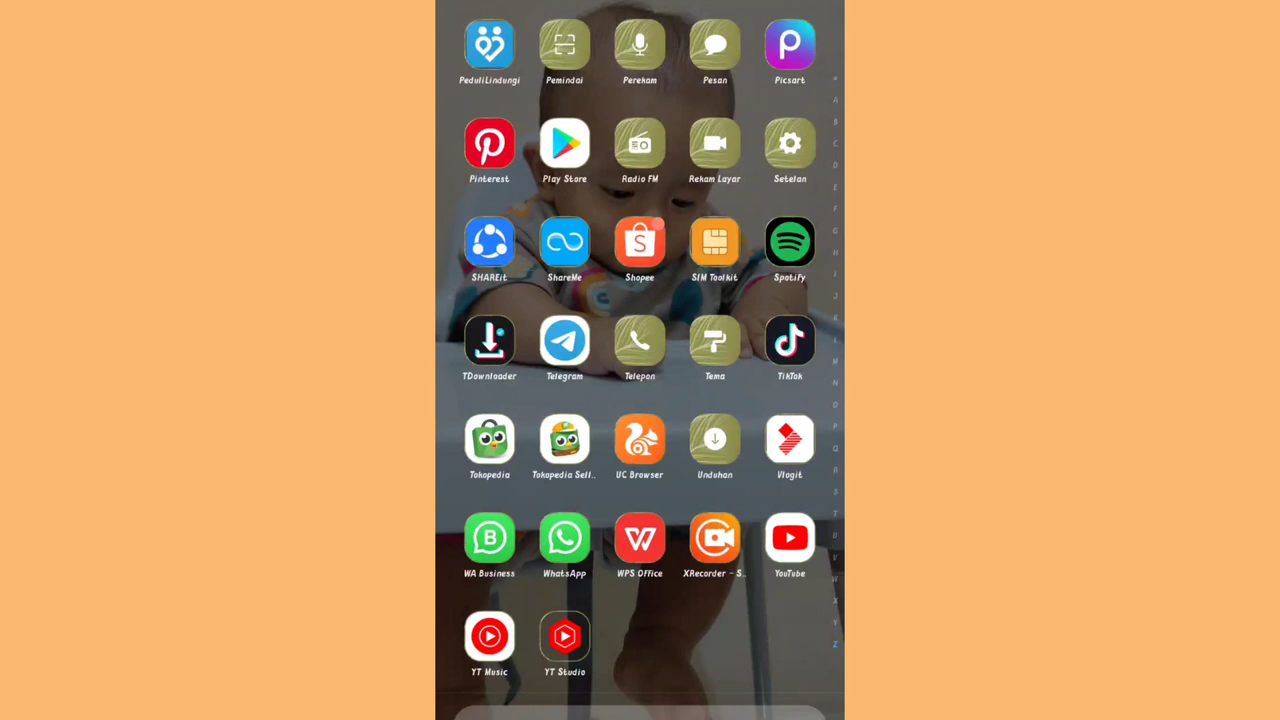 PeduliLindungi Pemindai Perekam Pesan Picsart
Pinterest Play Store Radio FM Rekam Layar Setelan
SHAREit ShareMe Shopee SIM Toolkit Spotify
TDownloader Telegram Telepon Tema TikTok
Tokopedia Tokopedia Sell.. UC Browser Unduhan Vlogit
WA Business WhatsApp WPS Office XRecorder - S.. YouTube
YT Music YT Studio